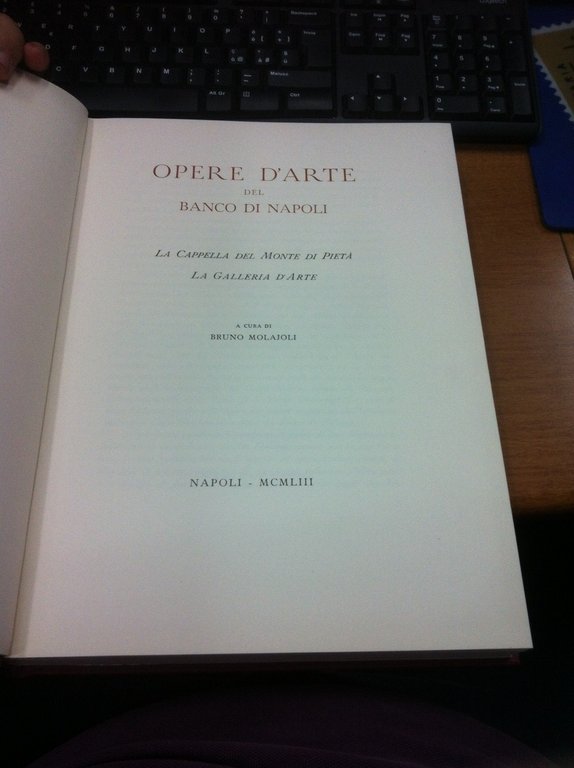 OPERE D'ARTE
DEL
BANCO DI NAPOLI
LA CAPPELLA DEL MONTE DI PIETÀ
LA GALLERIA D'ARTE
A CURA DI
BRUNO MOLAJOLI
NAPOLI - MCMLIII